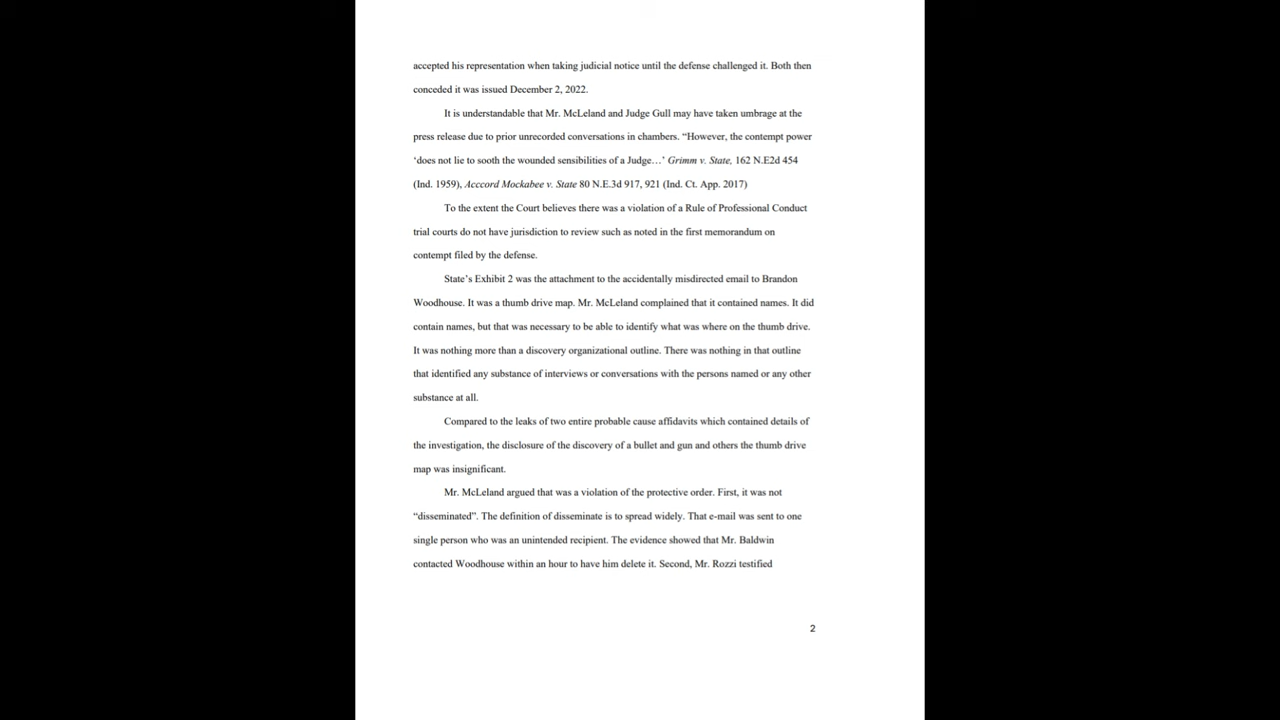 accepted his representation when taking judicial notice until the defense challenged it. Both then
conceded it was issued December 2, 2022.
It is understandable that Mr. McLeland and Judge Gull may have taken umbrage at the
press release due to prior unrecorded conversations in chambers. “However, the contempt power
‘does not lie to sooth the wounded sensibilities of a Judge…’ Grimm v. State, 162 N.E2d 454
(Ind. 1959), Acccord Mockabee v. State 80 N.E.3d 917, 921 (Ind. Ct. App. 2017)
To the extent the Court believes there was a violation of a Rule of Professional Conduct
trial courts do not have jurisdiction to review such as noted in the first memorandum on
contempt filed by the defense.
State’s Exhibit 2 was the attachment to the accidentally misdirected email to Brandon
Woodhouse. It was a thumb drive map. Mr. McLeland complained that it contained names. It did
contain names, but that was necessary to be able to identify what was where on the thumb drive.
It was nothing more than a discovery organizational outline. There was nothing in that outline
that identified any substance of interviews or conversations with the persons named or any other
substance at all.
Compared to the leaks of two entire probable cause affidavits which contained details of
the investigation, the disclosure of the discovery of a bullet and gun and others the thumb drive
map was insignificant.
Mr. McLeland argued that was a violation of the protective order. First, it was not
“disseminated”. The definition of disseminate is to spread widely. That e-mail was sent to one
single person who was an unintended recipient. The evidence showed that Mr. Baldwin
contacted Woodhouse within an hour to have him delete it. Second, Mr. Rozzi testified
2